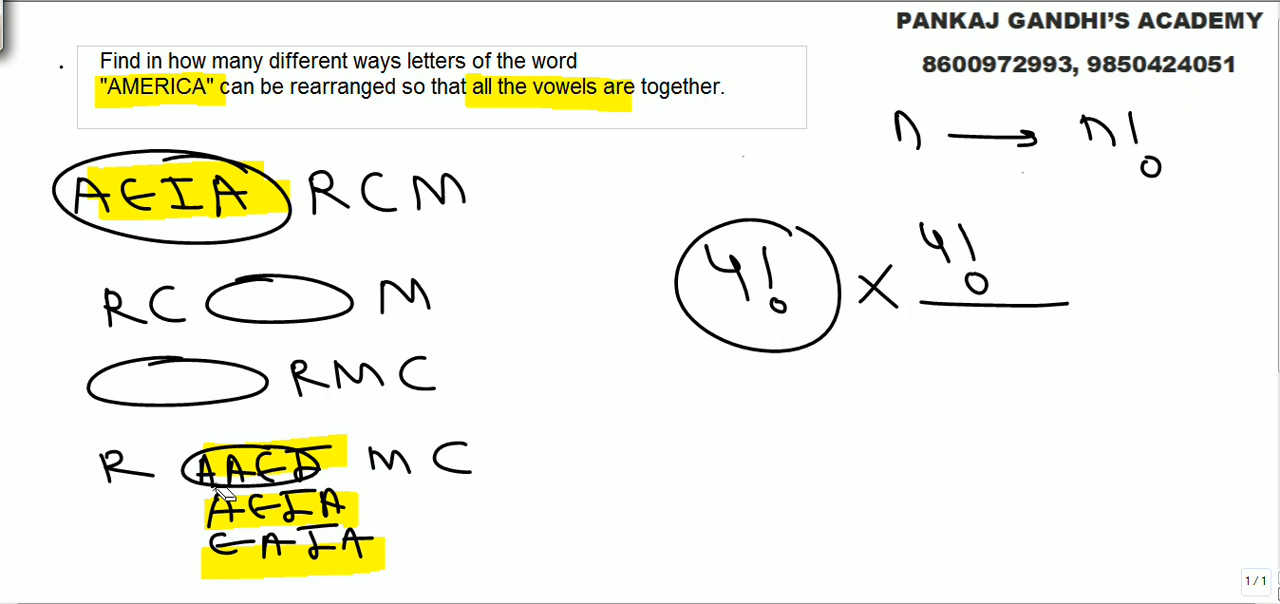 PANKAJ GANDHI'S ACADEMY
8600972993, 9850424051
. Find in how many different ways letters of the word
"AMERICA" can be rearranged so that all the vowels are together.
n → n!
AEIA RCM
4! × 4!
RC M
RMC
R AAEI MC
AEIA
EAIA
1/1